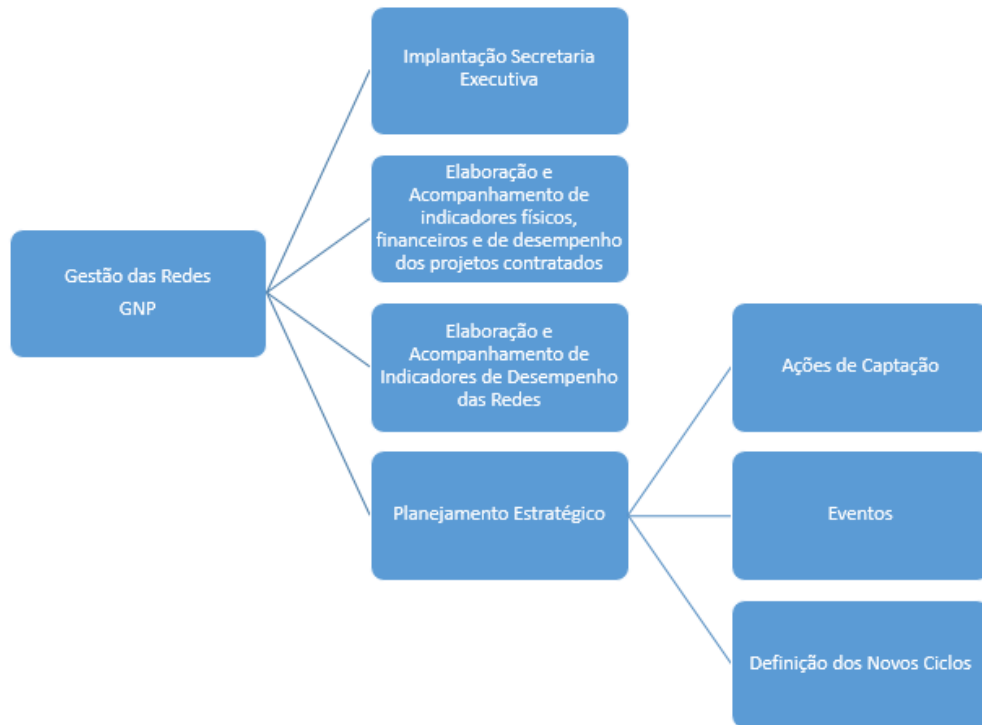 Implantação Secretaria
Executiva
Elaboração e
Acompanhamento de
indicadores físicos,
financeiros e de desempenho
dos projetos contratados
Gestão das Redes
GNP
Elaboração e
Acompanhamento de
Indicadores de Desempenho
das Redes
Ações de Captação
Planejamento Estratégico
Eventos
Definição dos Novos Ciclos